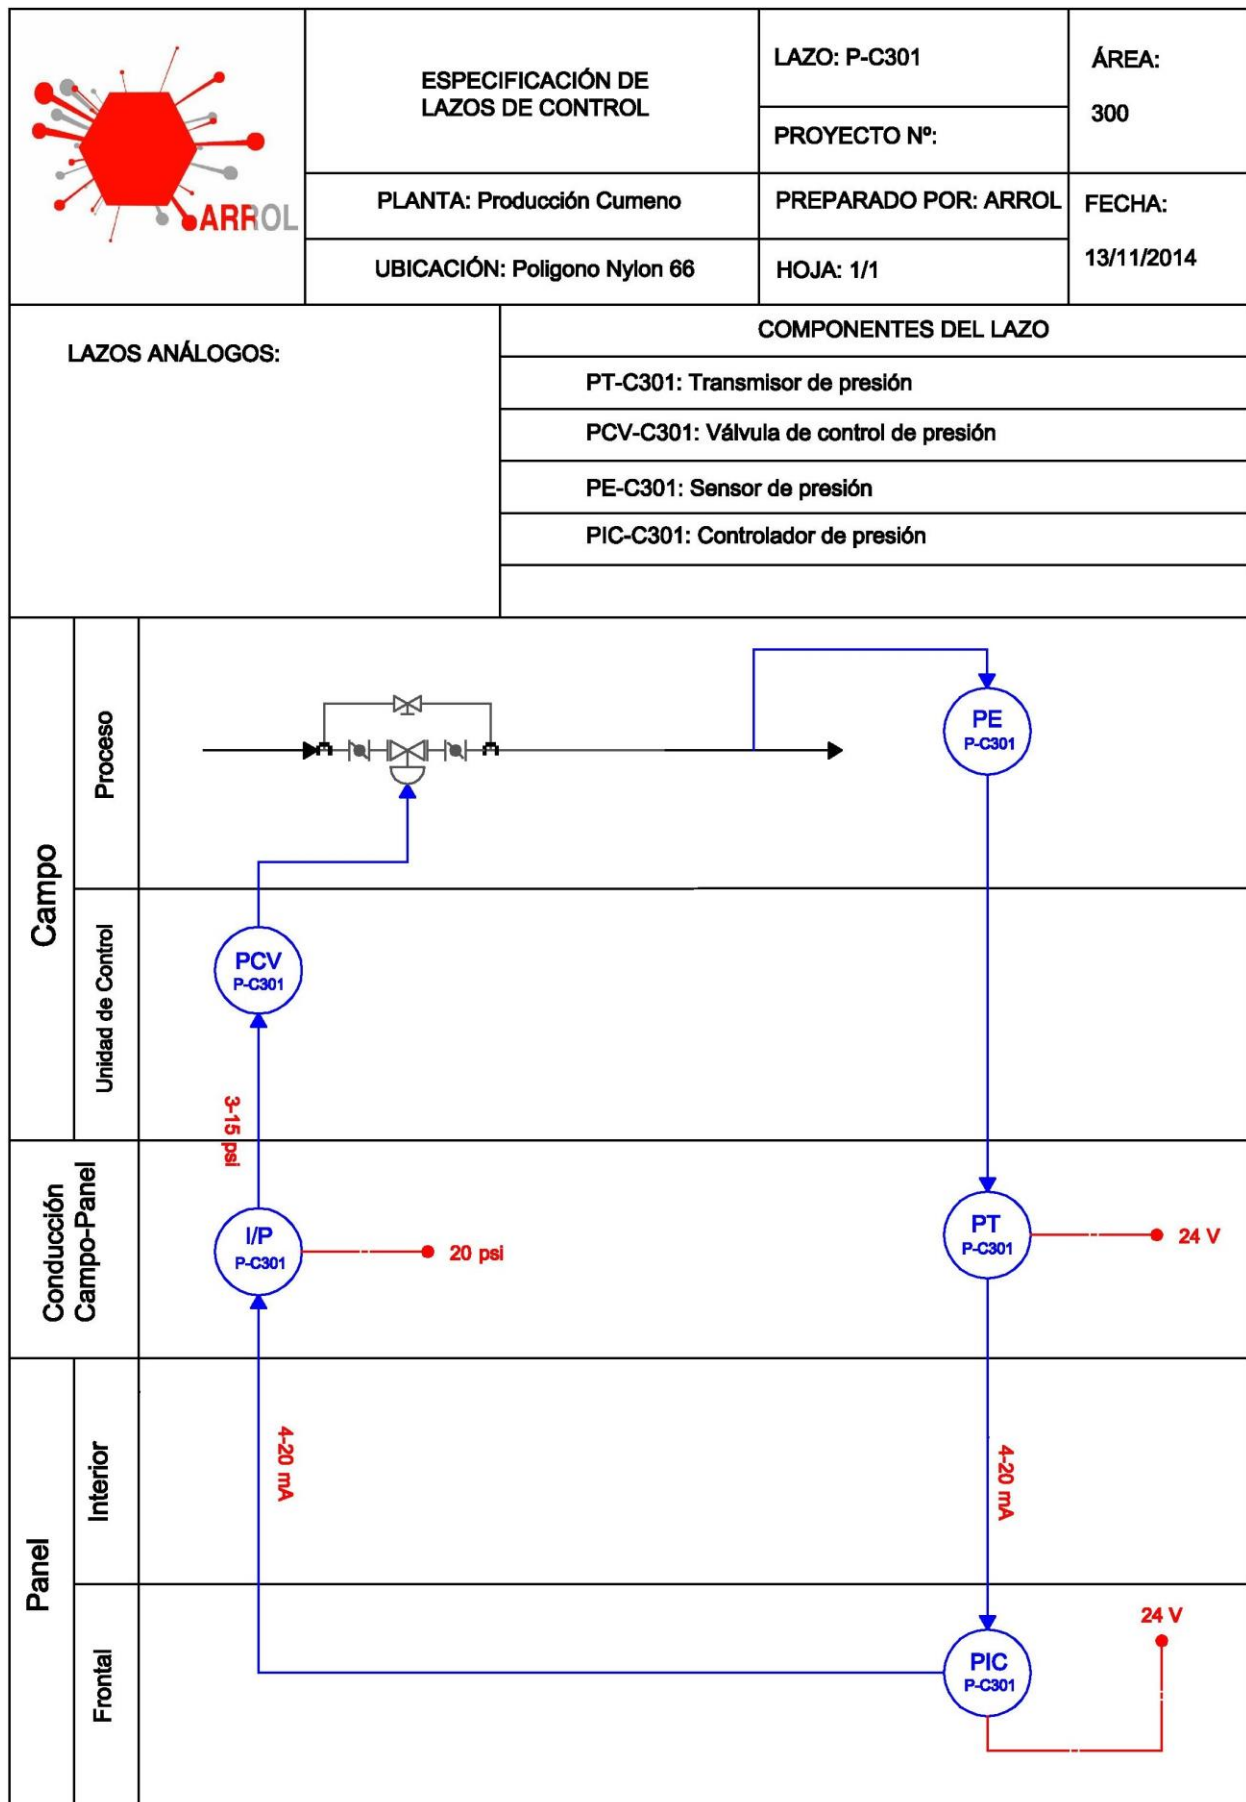 ARROL
ESPECIFICACIÓN DE
LAZOS DE CONTROL
LAZO: P-C301
PROYECTO Nº:
ÁREA:
300
PLANTA: Producción Cumeno
PREPARADO POR: ARROL
FECHA:
13/11/2014
UBICACIÓN: Poligono Nylon 66
HOJA: 1/1
LAZOS ANÁLOGOS:
COMPONENTES DEL LAZO
PT-C301: Transmisor de presión
PCV-C301: Válvula de control de presión
PE-C301: Sensor de presión
PIC-C301: Controlador de presión
Campo
Proceso
PE
P-C301
Unidad de Control
PCV
P-C301
3-15 psi
Conducción
Campo-Panel
I/P
P-C301
20 psi
PT
P-C301
24 V
Panel
Interior
4-20 mA
4-20 mA
Frontal
PIC
P-C301
24 V